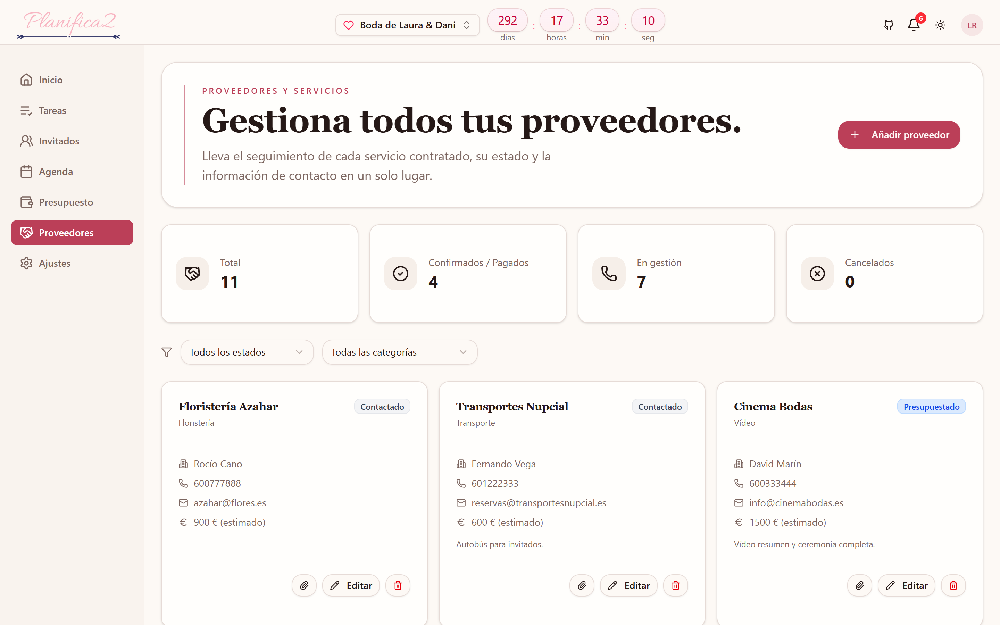 Planifica2
Boda de Laura & Dani
292 : 17 : 33 : 10
días horas min seg
6
LR
Inicio
Tareas
Invitados
Agenda
Presupuesto
Proveedores
Ajustes
PROVEEDORES Y SERVICIOS
Gestiona todos tus proveedores.
Lleva el seguimiento de cada servicio contratado, su estado y la
información de contacto en un solo lugar.
Añadir proveedor
Total
11
Confirmados / Pagados
4
En gestión
7
Cancelados
0
Todos los estados
Todas las categorías
Floristería Azahar
Contactado
Floristería
Rocío Cano
600777888
azahar@flores.es
€ 900 € (estimado)
Editar
Transportes Nupcial
Contactado
Transporte
Fernando Vega
601222333
reservas@transportesnupcial.es
€ 600 € (estimado)
Autobús para invitados.
Editar
Cinema Bodas
Presupuestado
Vídeo
David Marín
600333444
info@cinemabodas.es
€ 1500 € (estimado)
Vídeo resumen y ceremonia completa.
Editar